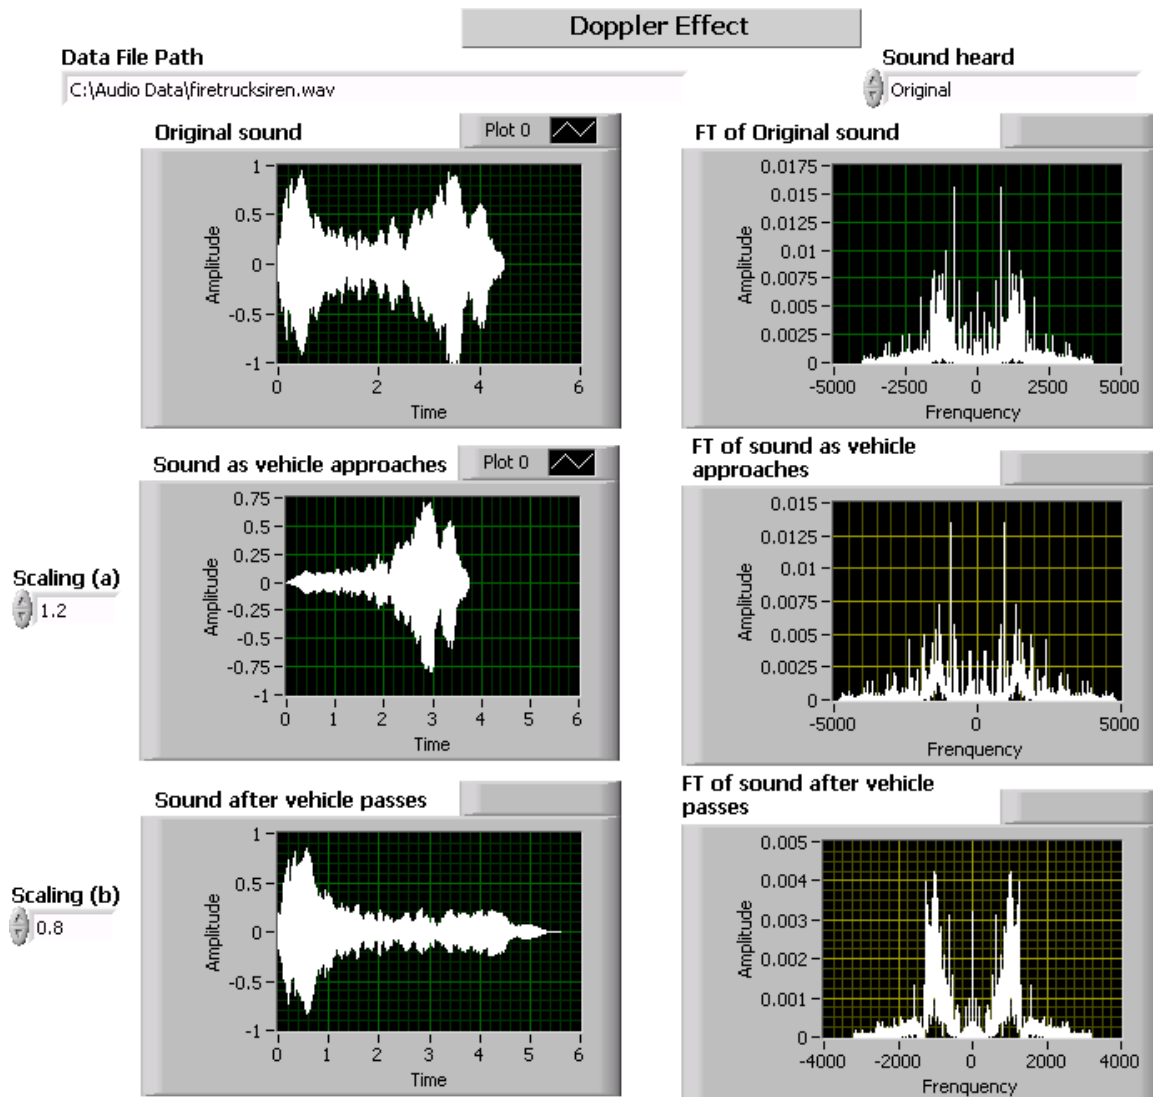 Doppler Effect
Data File Path
C:\Audio Data\firetrucksiren.wav
Sound heard
Original
Original sound
Plot 0
Amplitude
1
0.5
0
-0.5
-1
0 2 4 6
Time
FT of Original sound
Amplitude
0.0175
0.015
0.0125
0.01
0.0075
0.005
0.0025
0
-5000 -2500 0 2500 5000
Frenquency
Sound as vehicle approaches
Plot 0
Scaling (a)
1.2
Amplitude
0.75
0.5
0.25
0
-0.25
-0.5
-0.75
-1
0 1 2 3 4 5 6
Time
FT of sound as vehicle
approaches
Amplitude
0.015
0.0125
0.01
0.0075
0.005
0.0025
0
-5000 0 5000
Frenquency
Sound after vehicle passes
Scaling (b)
0.8
Amplitude
1
0.5
0
-0.5
-1
0 1 2 3 4 5 6
Time
FT of sound after vehicle
passes
Amplitude
0.005
0.004
0.003
0.002
0.001
0
-4000 -2000 0 2000 4000
Frenquency